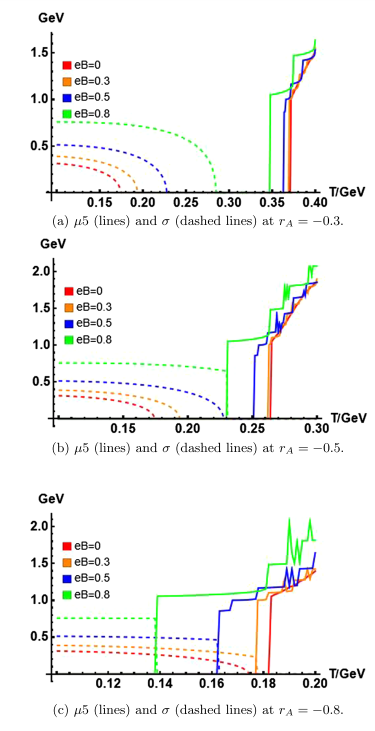 GeV
1.5
1.0
0.5
eB=0
eB=0.3
eB=0.5
eB=0.8
0.15 0.20 0.25 0.30 0.35 0.40 T/GeV
(a) μ5 (lines) and σ (dashed lines) at r_A = −0.3.
GeV
2.0
1.5
1.0
0.5
eB=0
eB=0.3
eB=0.5
eB=0.8
0.15 0.20 0.25 0.30 T/GeV
(b) μ5 (lines) and σ (dashed lines) at r_A = −0.5.
GeV
2.0
1.5
1.0
0.5
eB=0
eB=0.3
eB=0.5
eB=0.8
0.12 0.14 0.16 0.18 0.20 T/GeV
(c) μ5 (lines) and σ (dashed lines) at r_A = −0.8.